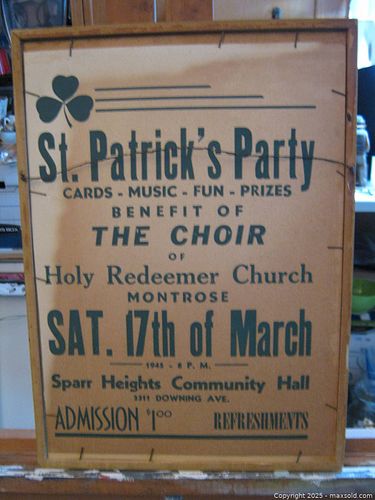 St. Patrick's Party
CARDS - MUSIC - FUN - PRIZES
BENEFIT OF
THE CHOIR
OF
Holy Redeemer Church
MONTROSE
SAT. 17th of March
1945 - 8 P. M.
Sparr Heights Community Hall
3311 DOWNING AVE.
ADMISSION $1.00 REFRESHMENTS
Copyright 2025 - maxsold.com